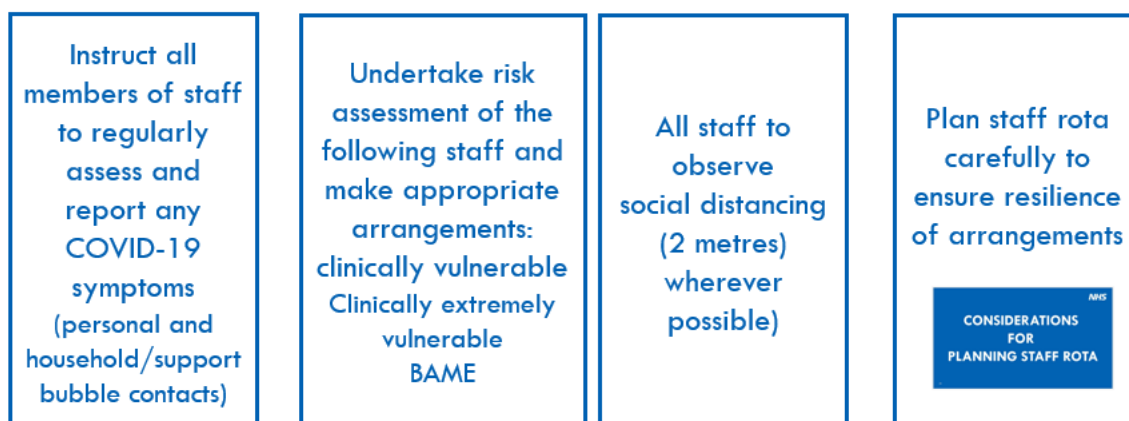 Instruct all
members of staff
to regularly
assess and
report any
COVID-19
symptoms
(personal and
household/support
bubble contacts)
Undertake risk
assessment of the
following staff and
make appropriate
arrangements:
clinically vulnerable
Clinically extremely
vulnerable
BAME
All staff to
observe
social distancing
(2 metres)
wherever
possible)
Plan staff rota
carefully to
ensure resilience
of arrangements
NHS
CONSIDERATIONS
FOR
PLANNING STAFF ROTA